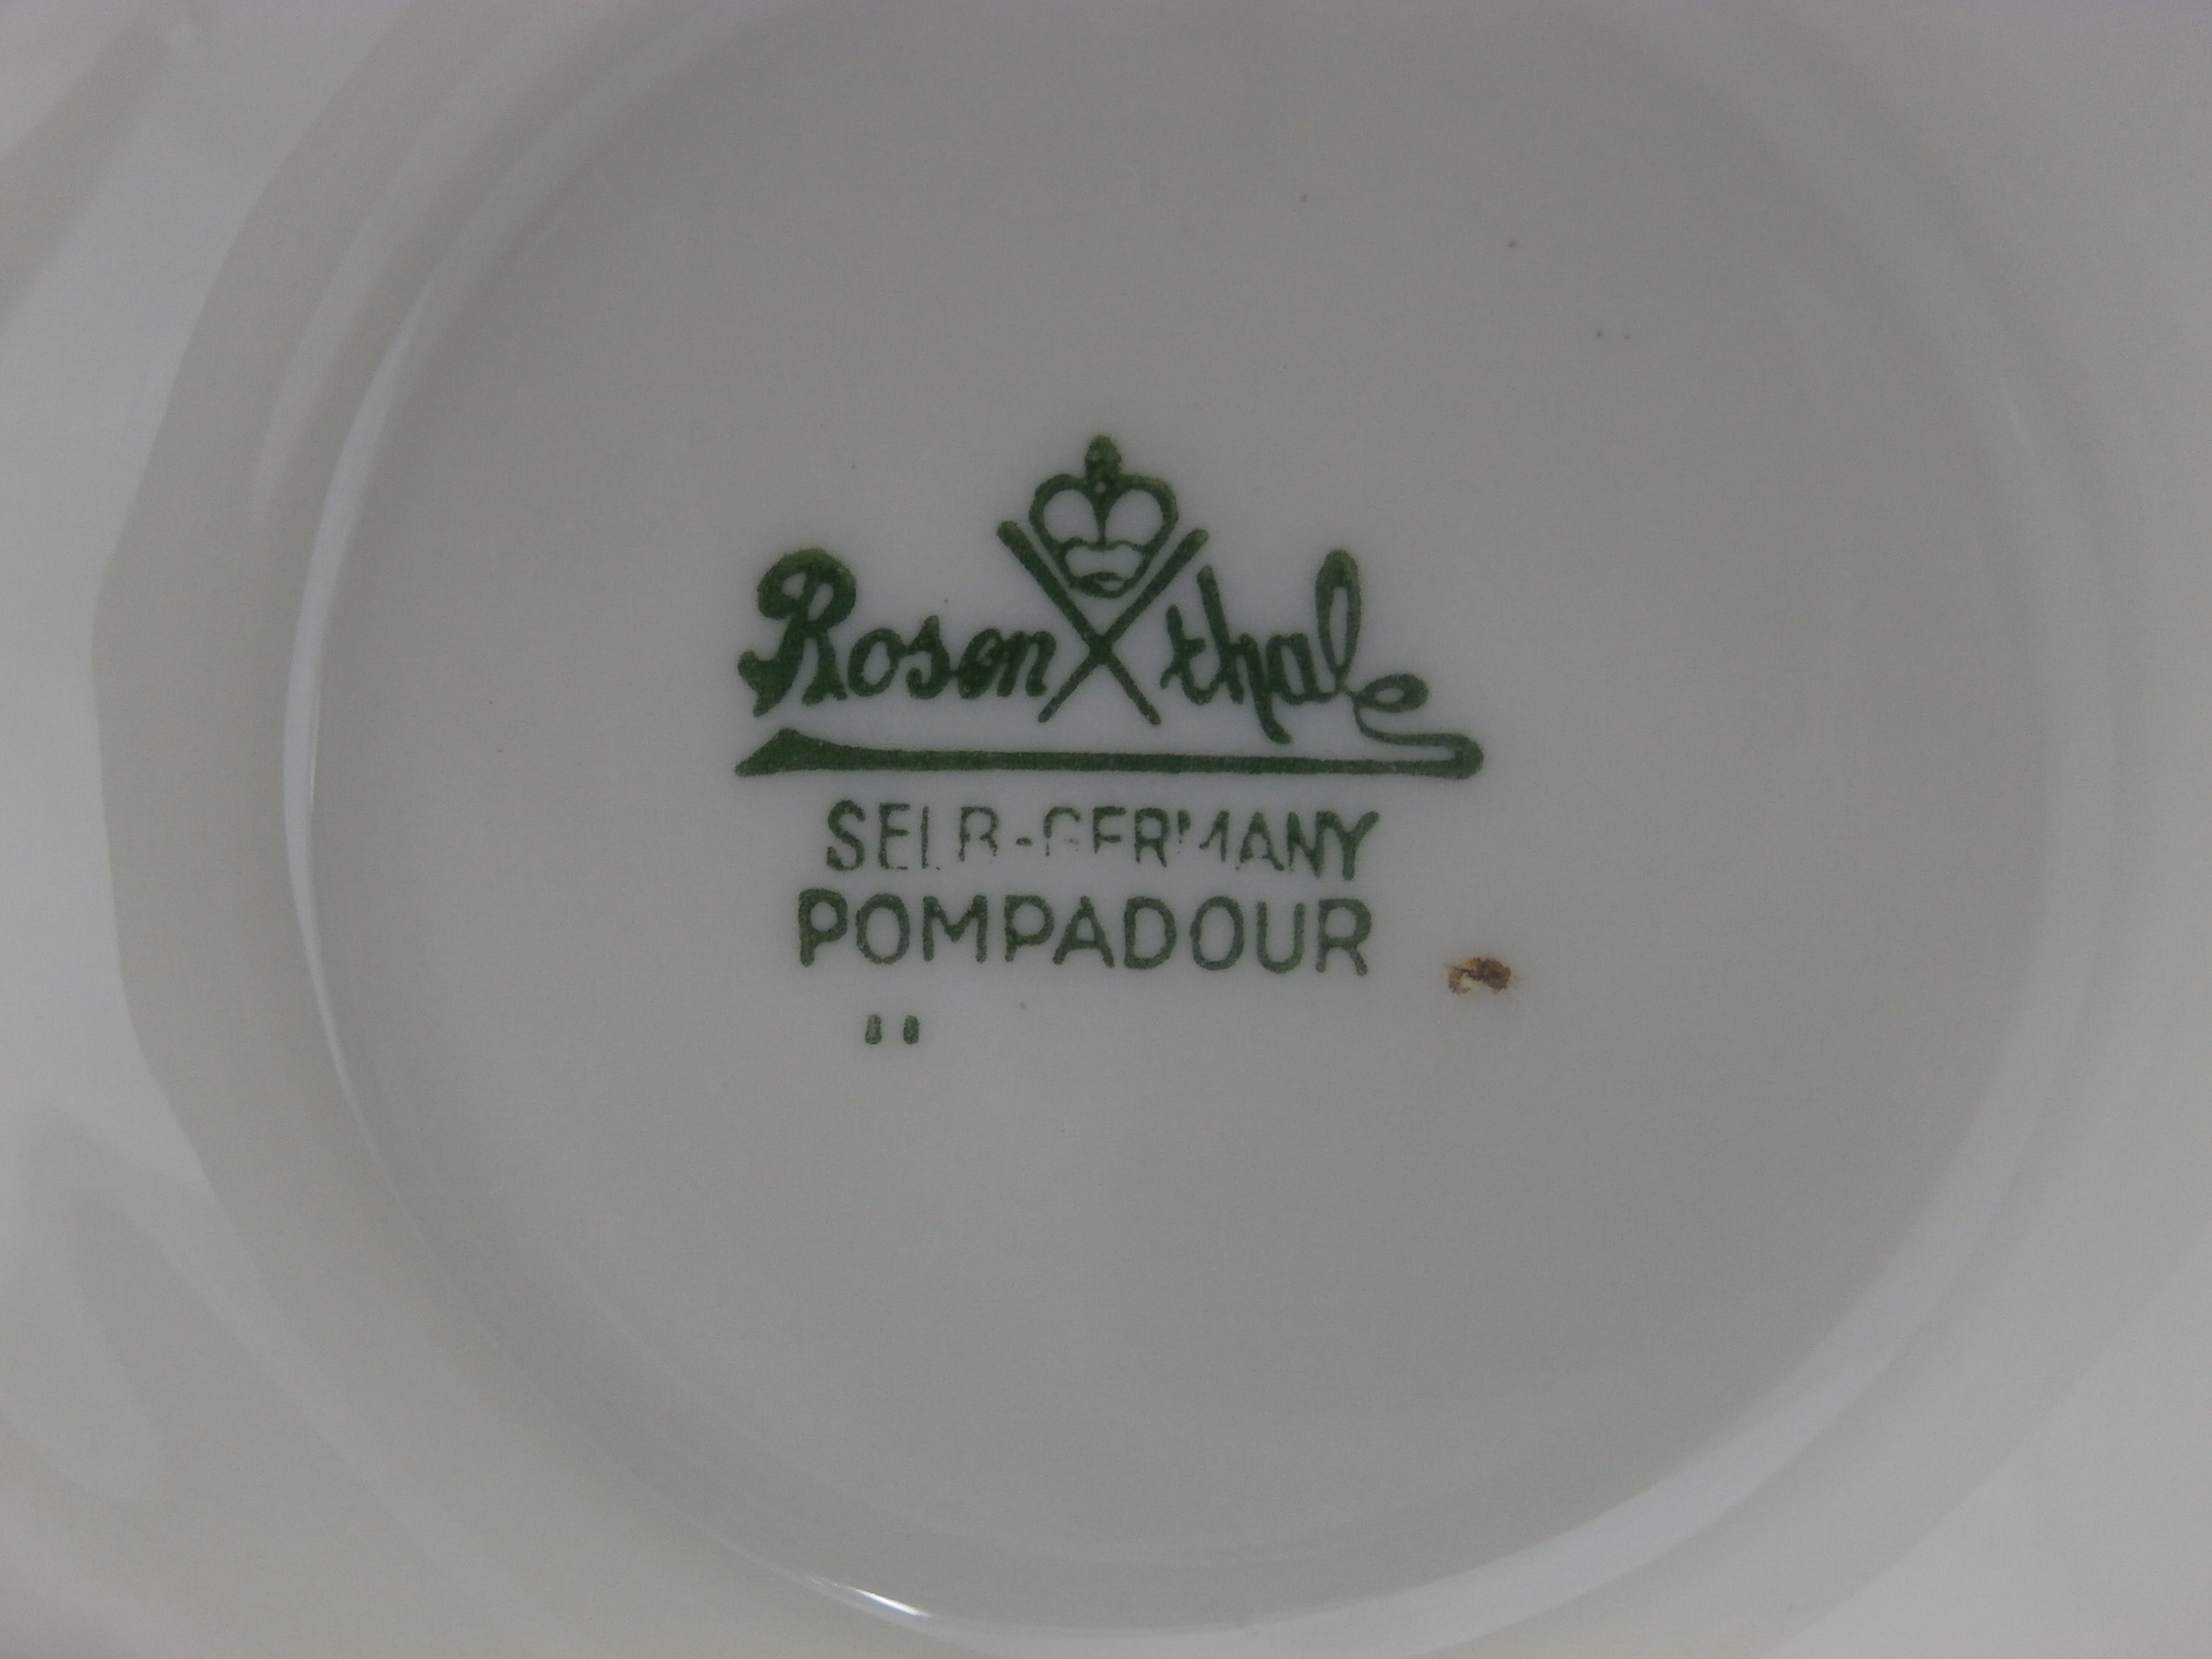 Rosenthal
SELB-GERMANY
POMPADOUR
"